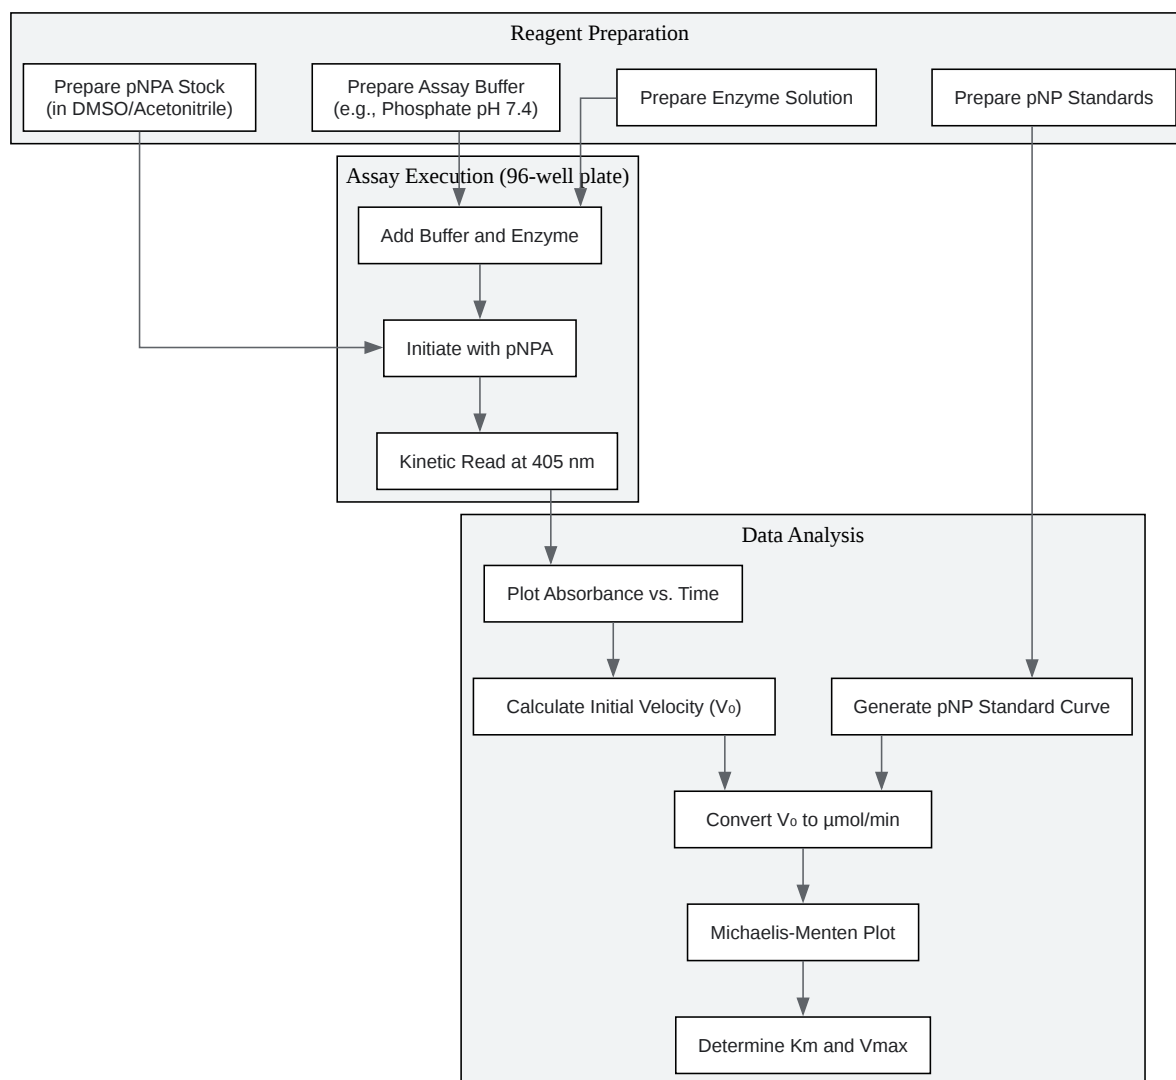 Reagent Preparation
Prepare pNPA Stock
(in DMSO/Acetonitrile)
Prepare Assay Buffer
(e.g., Phosphate pH 7.4)
Prepare Enzyme Solution
Prepare pNP Standards
Assay Execution (96-well plate)
Add Buffer and Enzyme
Initiate with pNPA
Kinetic Read at 405 nm
Data Analysis
Plot Absorbance vs. Time
Calculate Initial Velocity (V₀)
Generate pNP Standard Curve
Convert V₀ to µmol/min
Michaelis-Menten Plot
Determine Km and Vmax